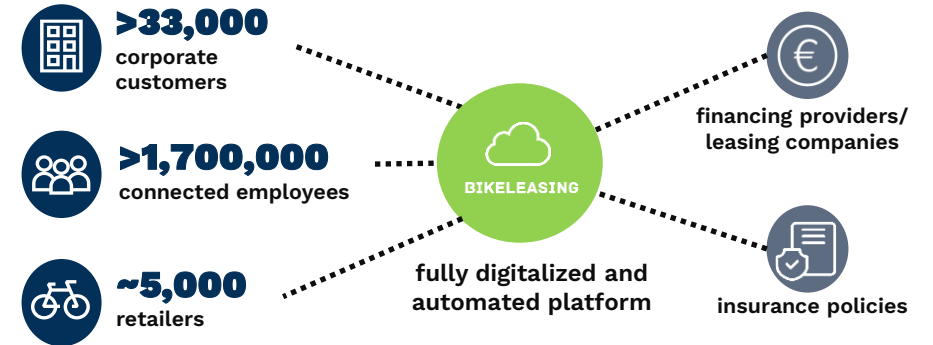 >33,000
corporate
customers
>1,700,000
connected employees
~5,000
retailers
BIKELEASING
fully digitalized and
automated platform
€
financing providers/
leasing companies
insurance policies